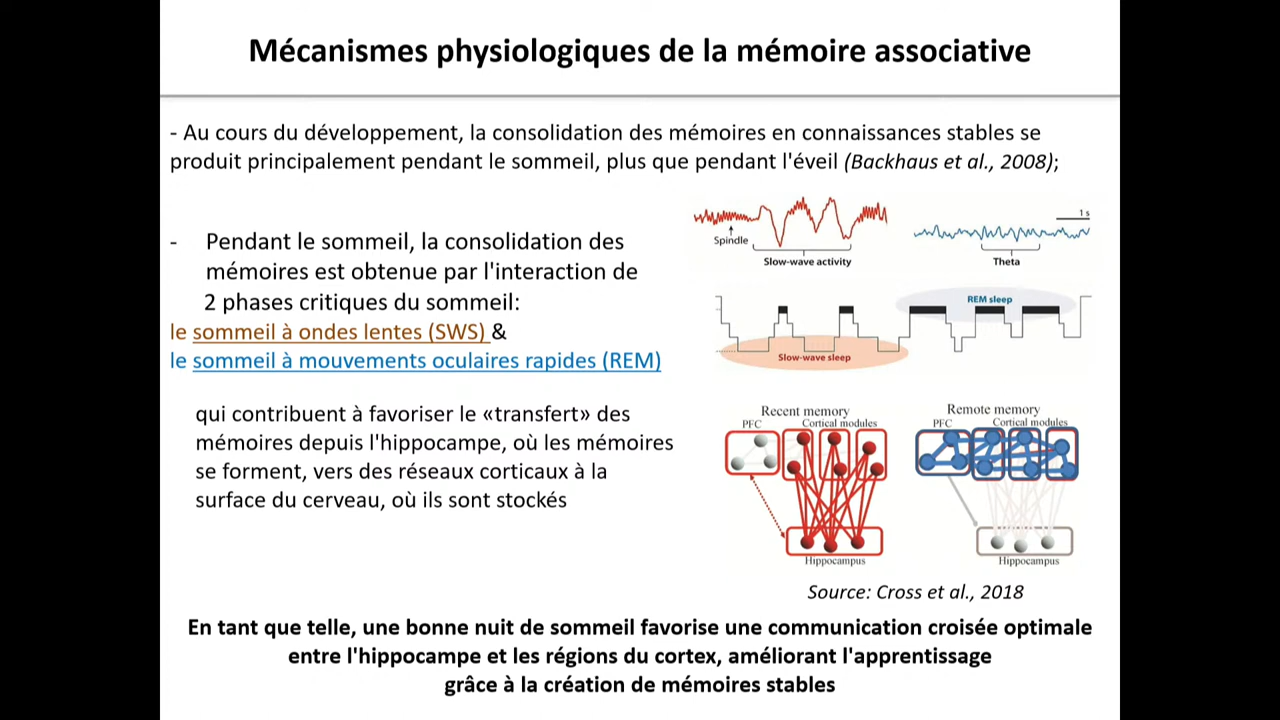 Mécanismes physiologiques de la mémoire associative
- Au cours du développement, la consolidation des mémoires en connaissances stables se
produit principalement pendant le sommeil, plus que pendant l'éveil (Backhaus et al., 2008);
- Pendant le sommeil, la consolidation des
mémoires est obtenue par l'interaction de
2 phases critiques du sommeil:
le sommeil à ondes lentes (SWS) &
le sommeil à mouvements oculaires rapides (REM)
qui contribuent à favoriser le «transfert» des
mémoires depuis l'hippocampe, où les mémoires
se forment, vers des réseaux corticaux à la
surface du cerveau, où ils sont stockés
1 s
Spindle
Slow-wave activity
Theta
REM sleep
Slow-wave sleep
Recent memory
PFC Cortical modules
Hippocampus
Remote memory
PFC Cortical modules
Hippocampus
Source: Cross et al., 2018
En tant que telle, une bonne nuit de sommeil favorise une communication croisée optimale
entre l'hippocampe et les régions du cortex, améliorant l'apprentissage
grâce à la création de mémoires stables